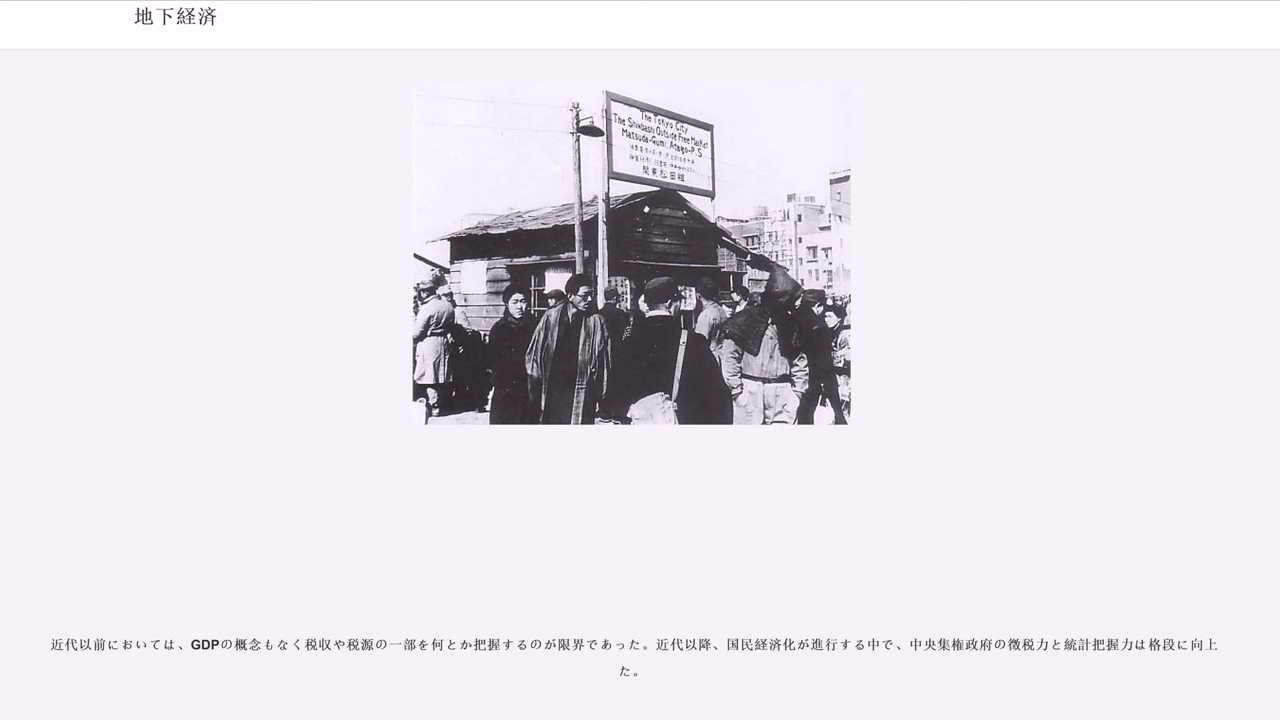 地下経済
The Tokyo City
The Shinbashi Outside Free Market
Matsuda-Gumi; Atago-P.S
関東松田組
近代以前においては、GDPの概念もなく税収や税源の一部を何とか把握するのが限界であった。近代以降、国民経済化が進行する中で、中央集権政府の徴税力と統計把握力は格段に向上
た。